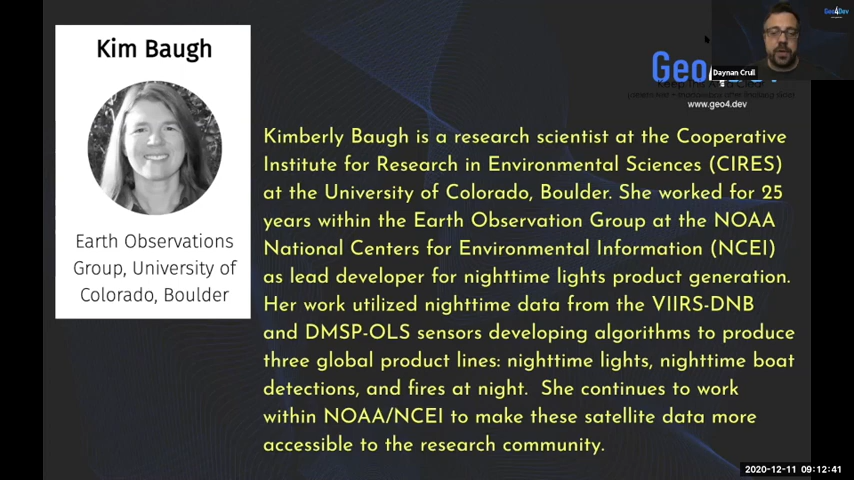 Kim Baugh
Earth Observations
Group, University of
Colorado, Boulder
Geo4Dev
Daynan Crull
www.geo4.dev
Kimberly Baugh is a research scientist at the Cooperative
Institute for Research in Environmental Sciences (CIRES)
at the University of Colorado, Boulder. She worked for 25
years within the Earth Observation Group at the NOAA
National Centers for Environmental Information (NCEI)
as lead developer for nighttime lights product generation.
Her work utilized nighttime data from the VIIRS-DNB
and DMSP-OLS sensors developing algorithms to produce
three global product lines: nighttime lights, nighttime boat
detections, and fires at night. She continues to work
within NOAA/NCEI to make these satellite data more
accessible to the research community.
2020-12-11 09:12:41